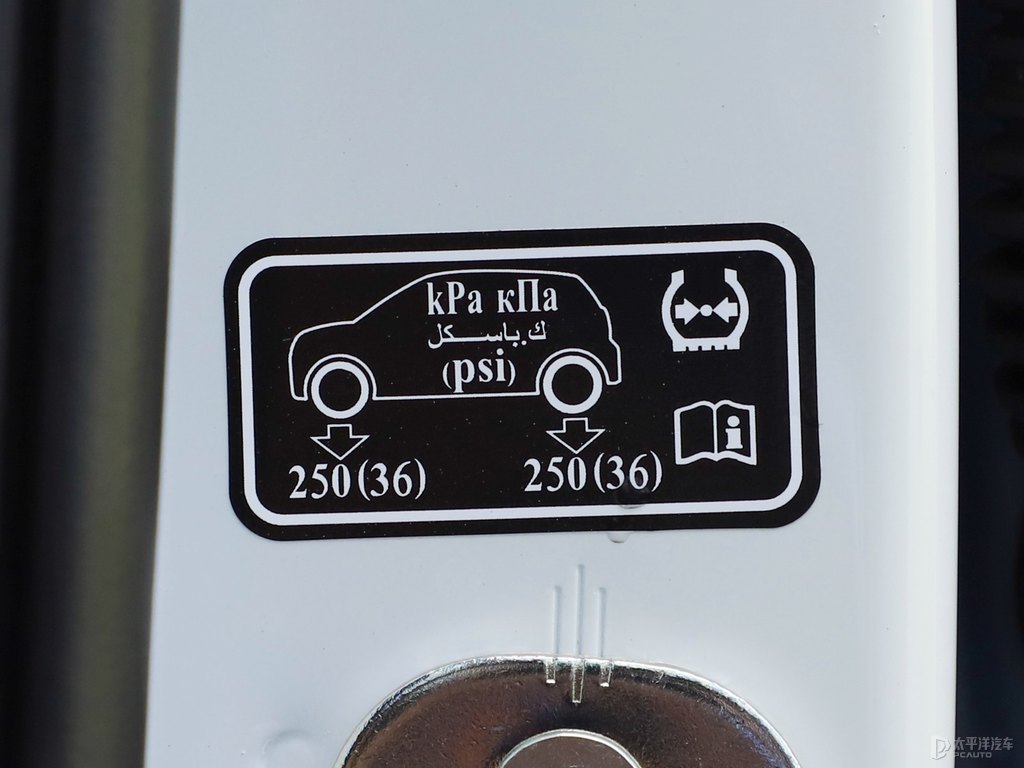 kPa кПа
ك.باسكل
(psi)
250 (36)
250 (36)
i
太平洋汽车
PCAUTO